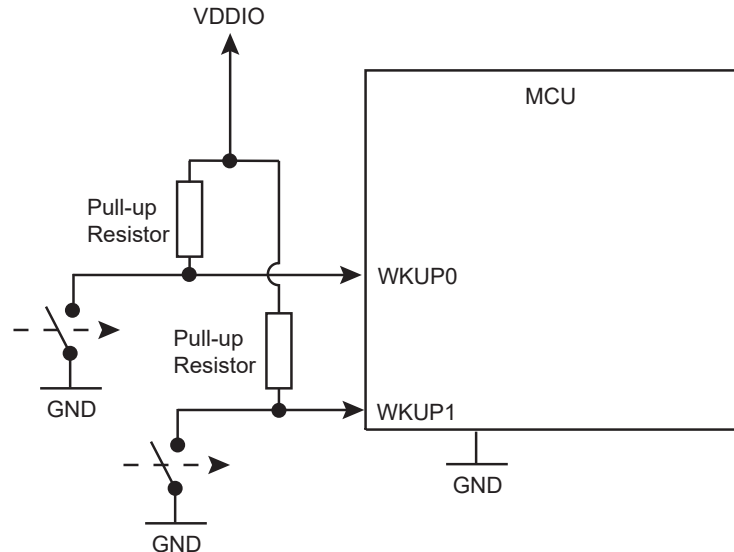 VDDIO
MCU
Pull-up
Resistor
WKUP0
Pull-up
Resistor
GND
WKUP1
GND
GND